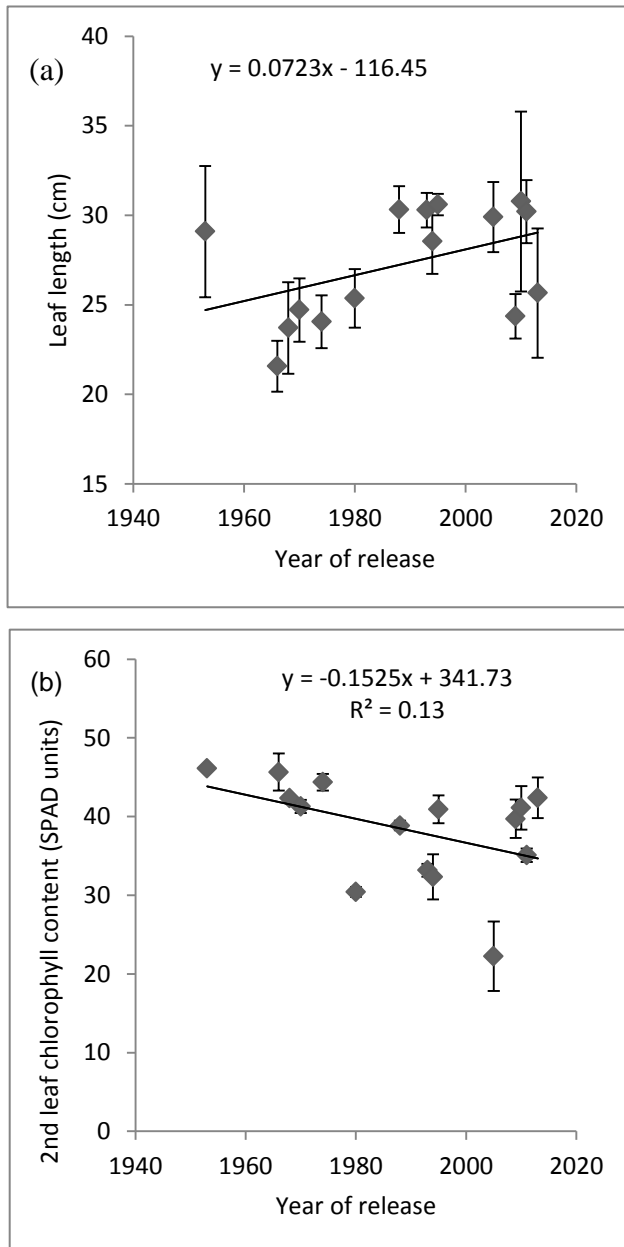 (a)
y = 0.0723x - 116.45
40
35
30
25
20
15
Leaf length (cm)
1940 1960 1980 2000 2020
Year of release
(b)
y = -0.1525x + 341.73
R² = 0.13
60
50
40
30
20
10
0
2nd leaf chlorophyll content (SPAD units)
1940 1960 1980 2000 2020
Year of release